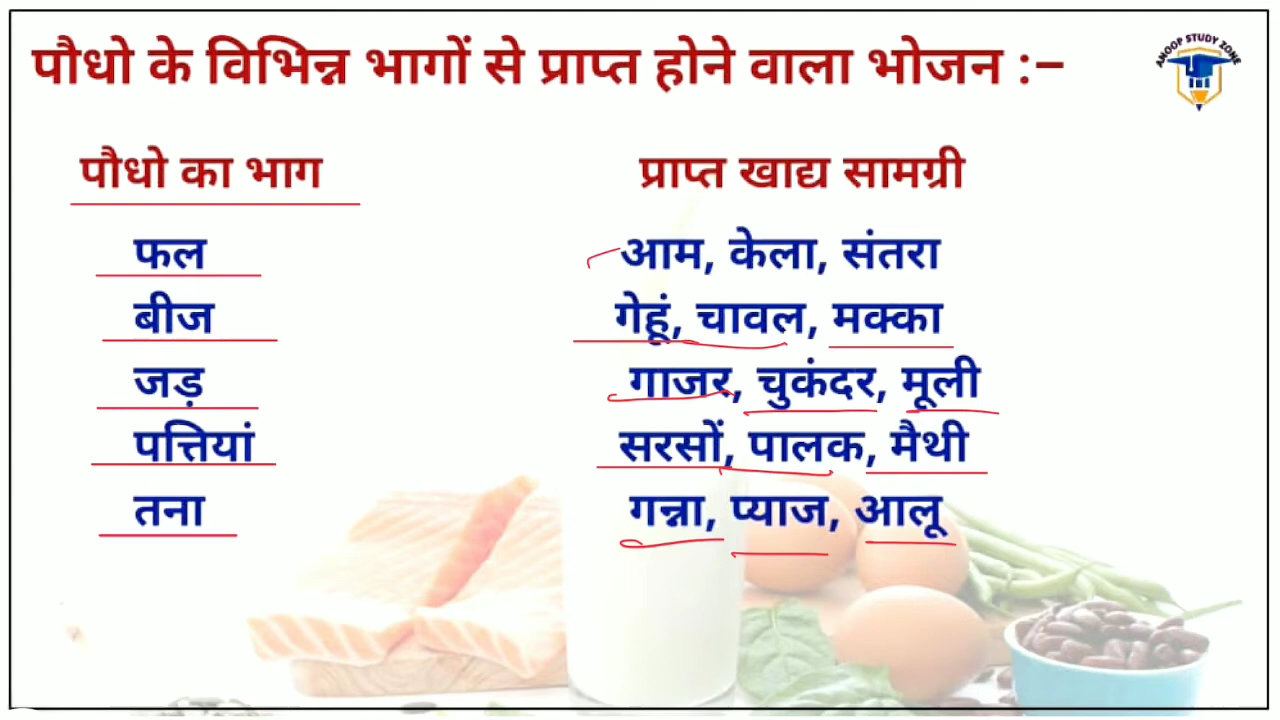 पौधो के विभिन्न भागों से प्राप्त होने वाला भोजन :–
ANOOP STUDY ZONE
पौधो का भाग प्राप्त खाद्य सामग्री
फल आम, केला, संतरा
बीज गेहूं, चावल, मक्का
जड़ गाजर, चुकंदर, मूली
पत्तियां सरसों, पालक, मैथी
तना गन्ना, प्याज, आलू